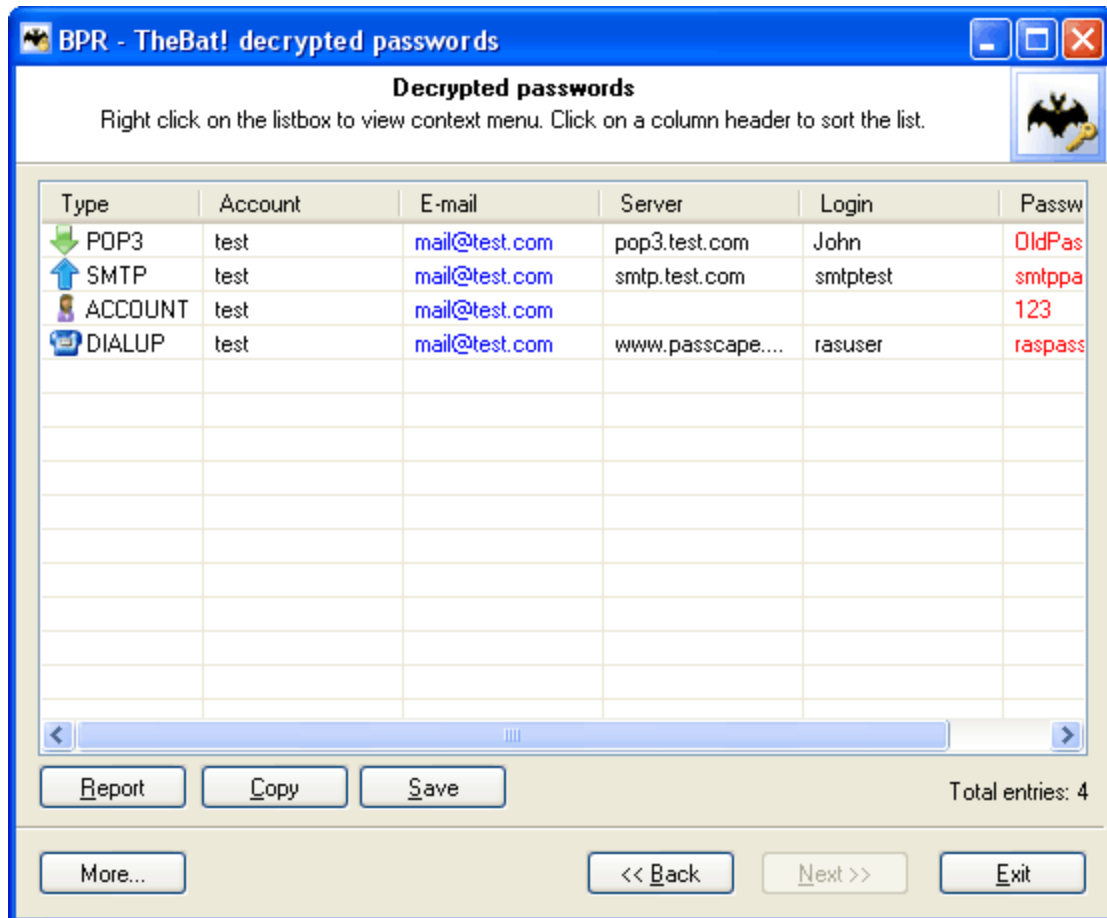 BPR - TheBat! decrypted passwords
Decrypted passwords
Right click on the listbox to view context menu. Click on a column header to sort the list.
Type Account E-mail Server Login Passw
POP3 test mail@test.com pop3.test.com John OldPas
SMTP test mail@test.com smtp.test.com smtptest smtppa
ACCOUNT test mail@test.com 123
DIALUP test mail@test.com www.passcape.... rasuser raspass
Report Copy Save Total entries: 4
More... << Back Next >> Exit